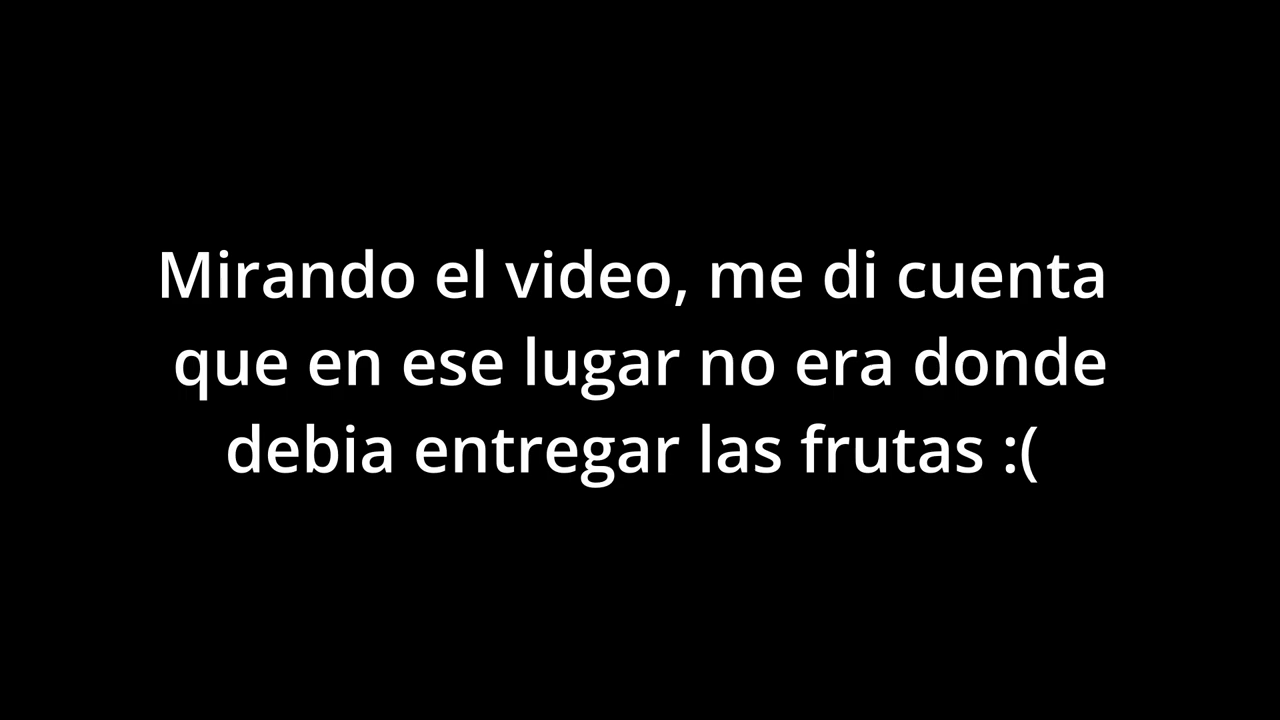 Mirando el video, me di cuenta
que en ese lugar no era donde
debia entregar las frutas :(